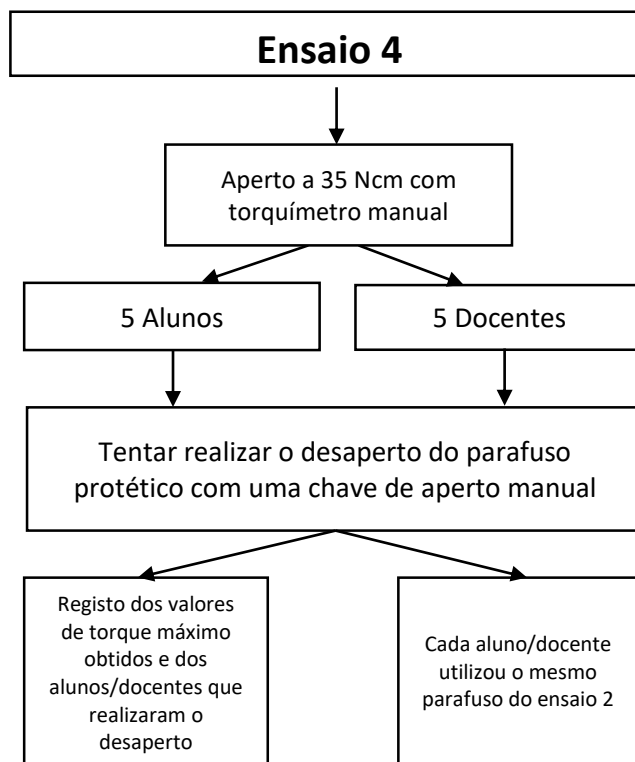 Ensaio 4
Aperto a 35 Ncm com
torquímetro manual
5 Alunos
5 Docentes
Tentar realizar o desaperto do parafuso
protético com uma chave de aperto manual
Registo dos valores
de torque máximo
obtidos e dos
alunos/docentes que
realizaram o
desaperto
Cada aluno/docente
utilizou o mesmo
parafuso do ensaio 2